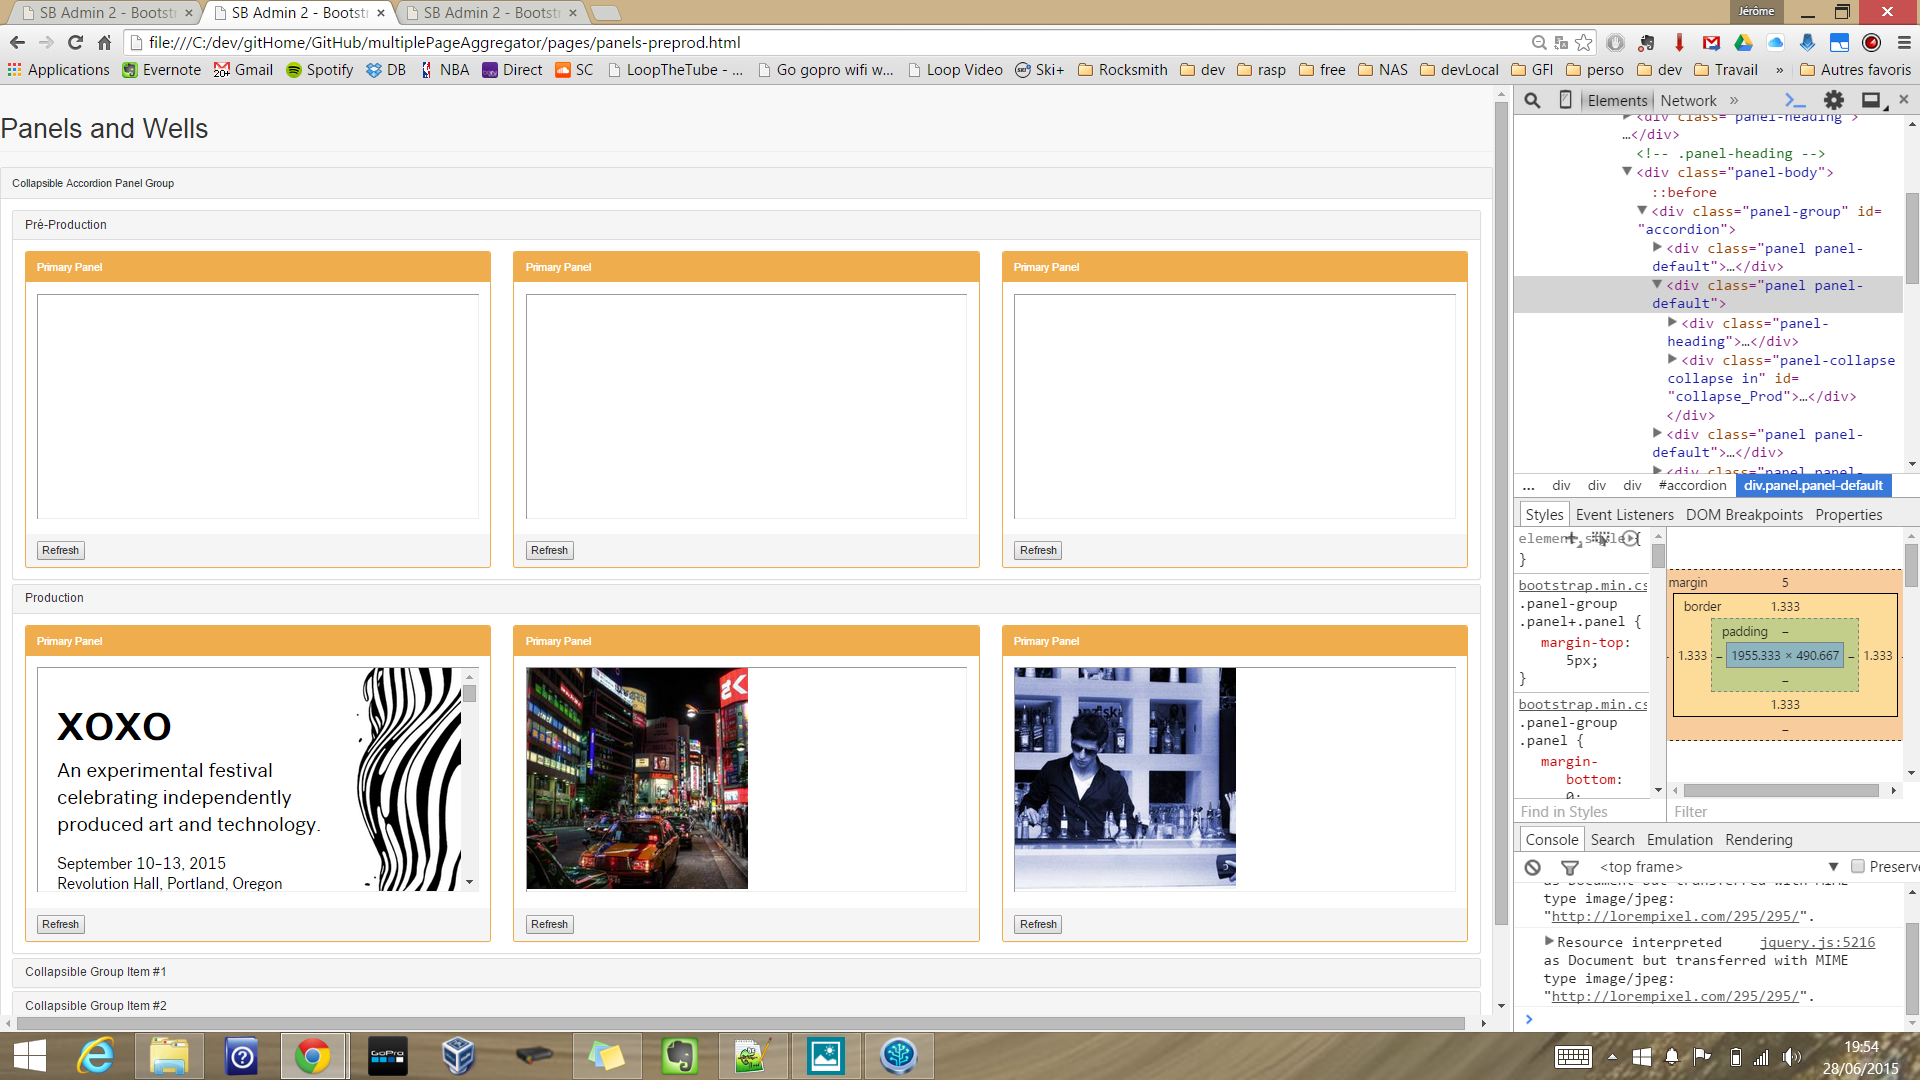 SB Admin 2 - Bootst
SB Admin 2 - Bootst
SB Admin 2 - Bootst
Jérôme
file:///C:/dev/gitHome/GitHub/multiplePageAggregator/pages/panels-preprod.html
Applications
Evernote
20+
Gmail
Spotify
DB
NBA
Direct
SC
LoopTheTube - ...
Go gopro wifi w...
Loop Video
Ski+
Rocksmith
dev
rasp
free
NAS
devLocal
GFI
perso
dev
Travail
»
Autres favoris
Panels and Wells
Collapsible Accordion Panel Group
Pré-Production
Primary Panel
Primary Panel
Primary Panel
Refresh
Refresh
Refresh
Production
Primary Panel
Primary Panel
Primary Panel
XOXO
An experimental festival
celebrating independently
produced art and technology.
September 10–13, 2015
Revolution Hall, Portland, Oregon
Refresh
Refresh
Refresh
Collapsible Group Item #1
Collapsible Group Item #2
Elements
Network
»
<div class="panel-heading">
…</div>
<!-- .panel-heading -->
<div class="panel-body">
::before
<div class="panel-group" id=
"accordion">
<div class="panel panel-
default">…</div>
<div class="panel panel-
default">
<div class="panel-
heading">…</div>
<div class="panel-collapse
collapse in" id=
"collapse_Prod">…</div>
</div>
<div class="panel panel-
default">…</div>
<div class="panel panel-
...
div
div
div
#accordion
div.panel.panel-default
Styles
Event Listeners
DOM Breakpoints
Properties
element.style {
}
bootstrap.min.cs
.panel-group
.panel+.panel {
margin-top:
5px;
}
bootstrap.min.cs
.panel-group
.panel {
margin-
bottom:
0;
margin
5
border
1.333
padding
–
1.333
–
1955.333 × 490.667
–
1.333
–
1.333
–
Find in Styles
Filter
Console
Search
Emulation
Rendering
<top frame>
Preserve
as Document but transferred with MIME
type image/jpeg:
"http://lorempixel.com/295/295/".
Resource interpreted
jquery.js:5216
as Document but transferred with MIME
type image/jpeg:
"http://lorempixel.com/295/295/".
GoPro
19:54
28/06/2015